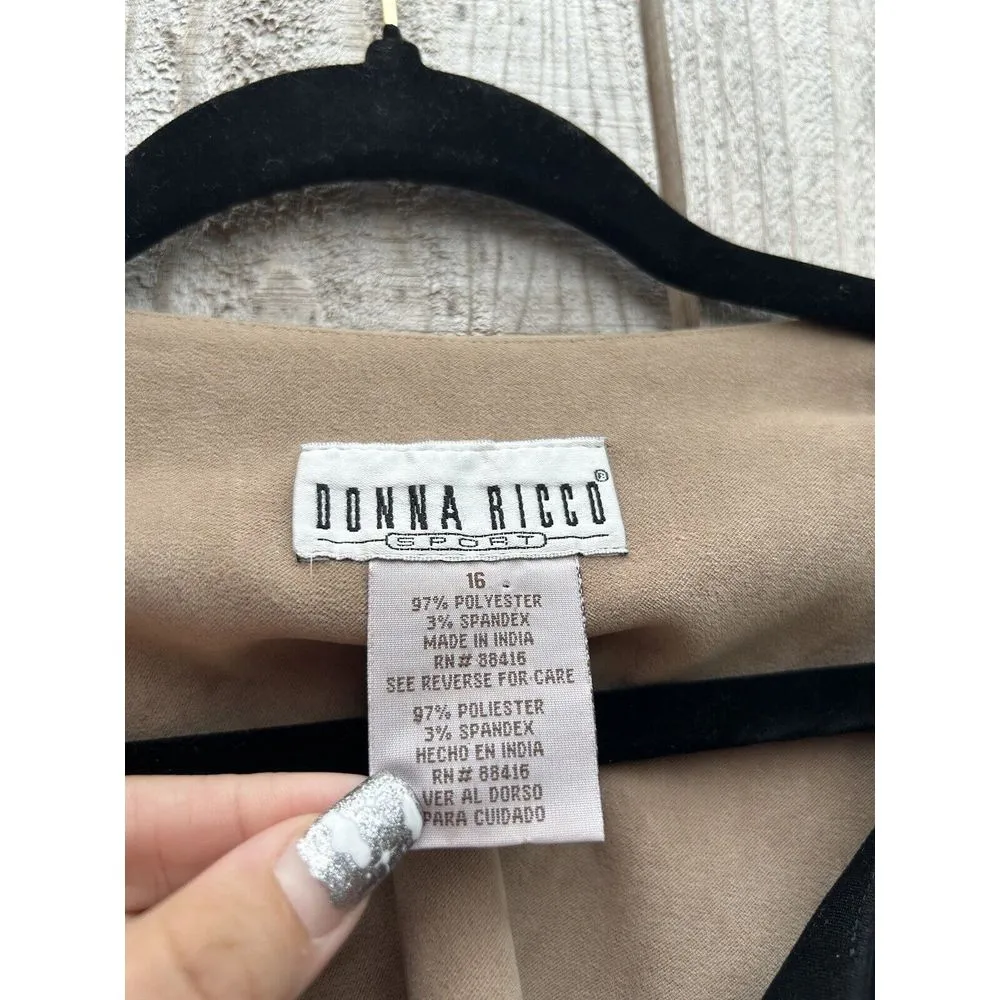 DONNA RICCO®
SPORT
16
97% POLYESTER
3% SPANDEX
MADE IN INDIA
RN# 88416
SEE REVERSE FOR CARE
97% POLIESTER
3% SPANDEX
HECHO EN INDIA
RN# 88416
VER AL DORSO
PARA CUIDADO